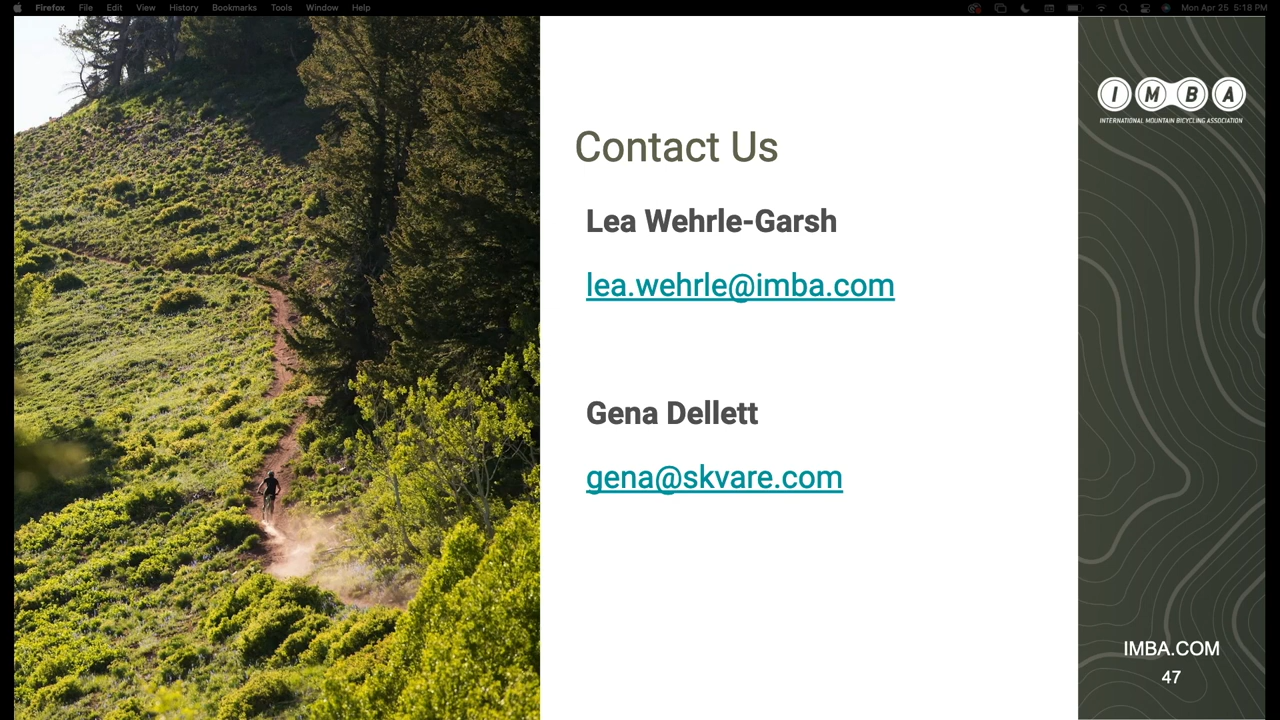 Firefox File Edit View History Bookmarks Tools Window Help Mon Apr 25 5:18 PM
IMBA
INTERNATIONAL MOUNTAIN BICYCLING ASSOCIATION
Contact Us
Lea Wehrle-Garsh
lea.wehrle@imba.com
Gena Dellett
gena@skvare.com
IMBA.COM
47